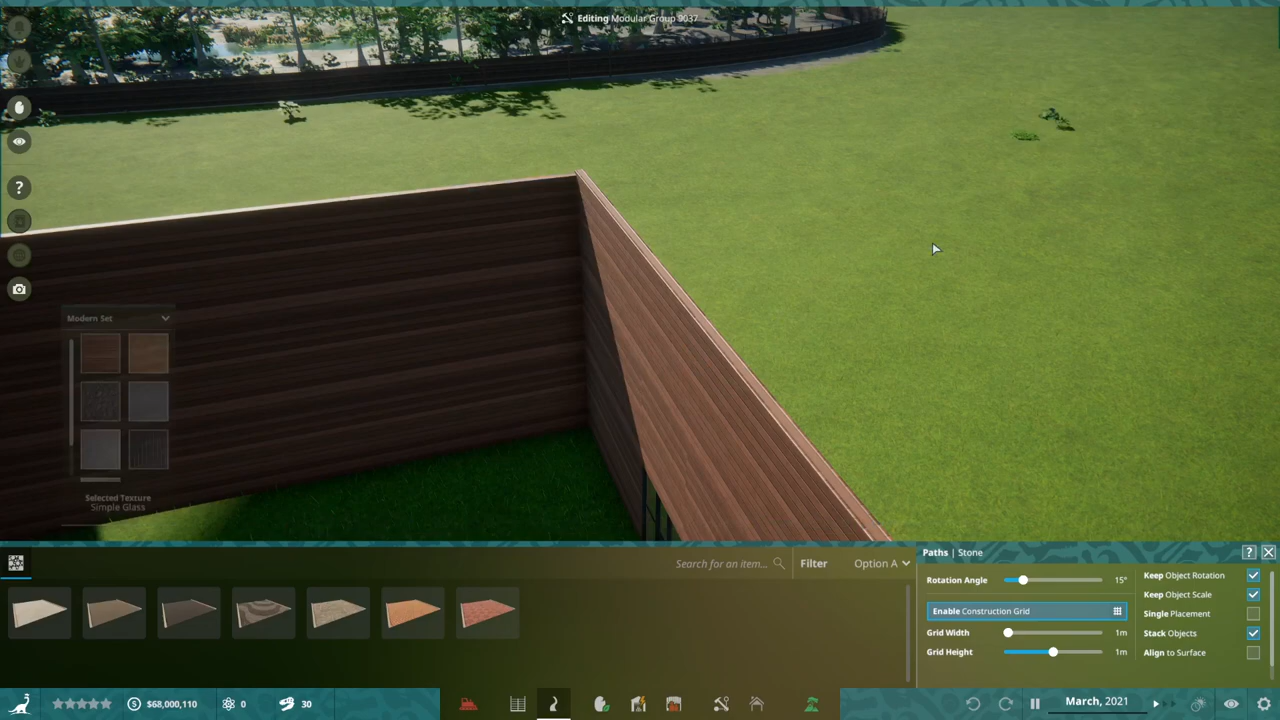 Editing Modular Group 9037
?
Modern Set
Selected Texture
Simple Glass
Search for an item...
Filter
Option A
Paths | Stone
?
Rotation Angle
15°
Keep Object Rotation
Keep Object Scale
Enable Construction Grid
Single Placement
Grid Width
1m
Stack Objects
Grid Height
1m
Align to Surface
$68,000,110
0
30
March, 2021